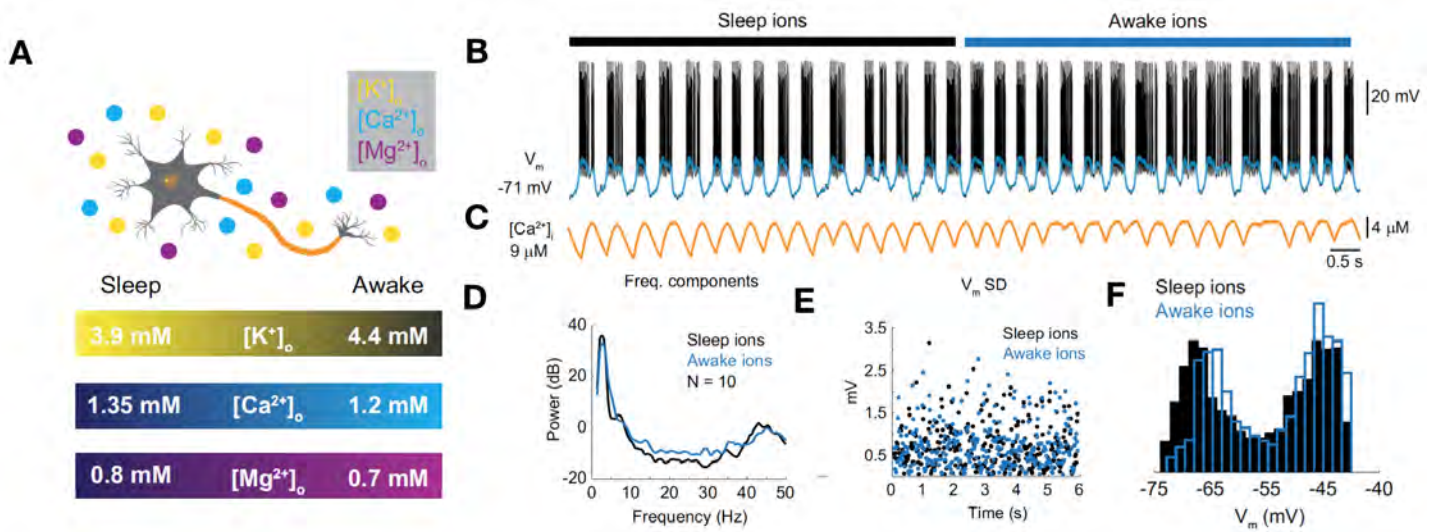 A
[K⁺]ₒ
[Ca²⁺]ₒ
[Mg²⁺]ₒ
Sleep Awake
3.9 mM [K⁺]ₒ 4.4 mM
1.35 mM [Ca²⁺]ₒ 1.2 mM
0.8 mM [Mg²⁺]ₒ 0.7 mM
Sleep ions Awake ions
B
20 mV
Vₘ
-71 mV
C
[Ca²⁺]ᵢ
9 µM
4 µM
0.5 s
D
Freq. components
40
20
0
-20
Power (dB)
Sleep ions
Awake ions
N = 10
0 10 20 30 40 50
Frequency (Hz)
E
Vₘ SD
3.5
2.5
1.5
0.5
mV
Sleep ions
Awake ions
0 1 2 3 4 5 6
Time (s)
F
Sleep ions
Awake ions
-75 -65 -55 -45 -40
Vₘ (mV)